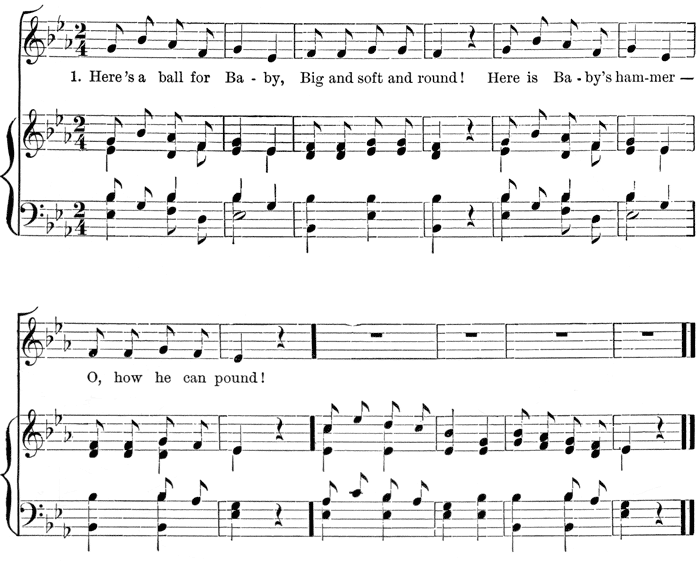 1. Here's a ball for Ba - by, Big and soft and round! Here is Ba - by's ham-mer —
O, how he can pound!